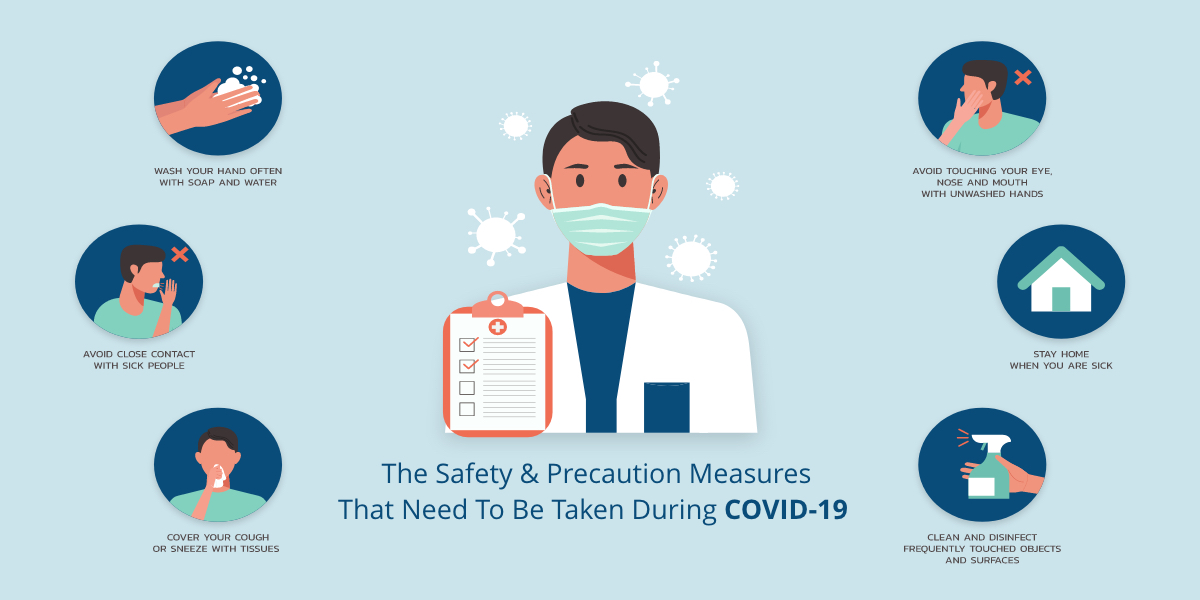 WASH YOUR HAND OFTEN
WITH SOAP AND WATER
AVOID CLOSE CONTACT
WITH SICK PEOPLE
COVER YOUR COUGH
OR SNEEZE WITH TISSUES
The Safety & Precaution Measures
That Need To Be Taken During COVID-19
AVOID TOUCHING YOUR EYE,
NOSE AND MOUTH
WITH UNWASHED HANDS
STAY HOME
WHEN YOU ARE SICK
CLEAN AND DISINFECT
FREQUENTLY TOUCHED OBJECTS
AND SURFACES